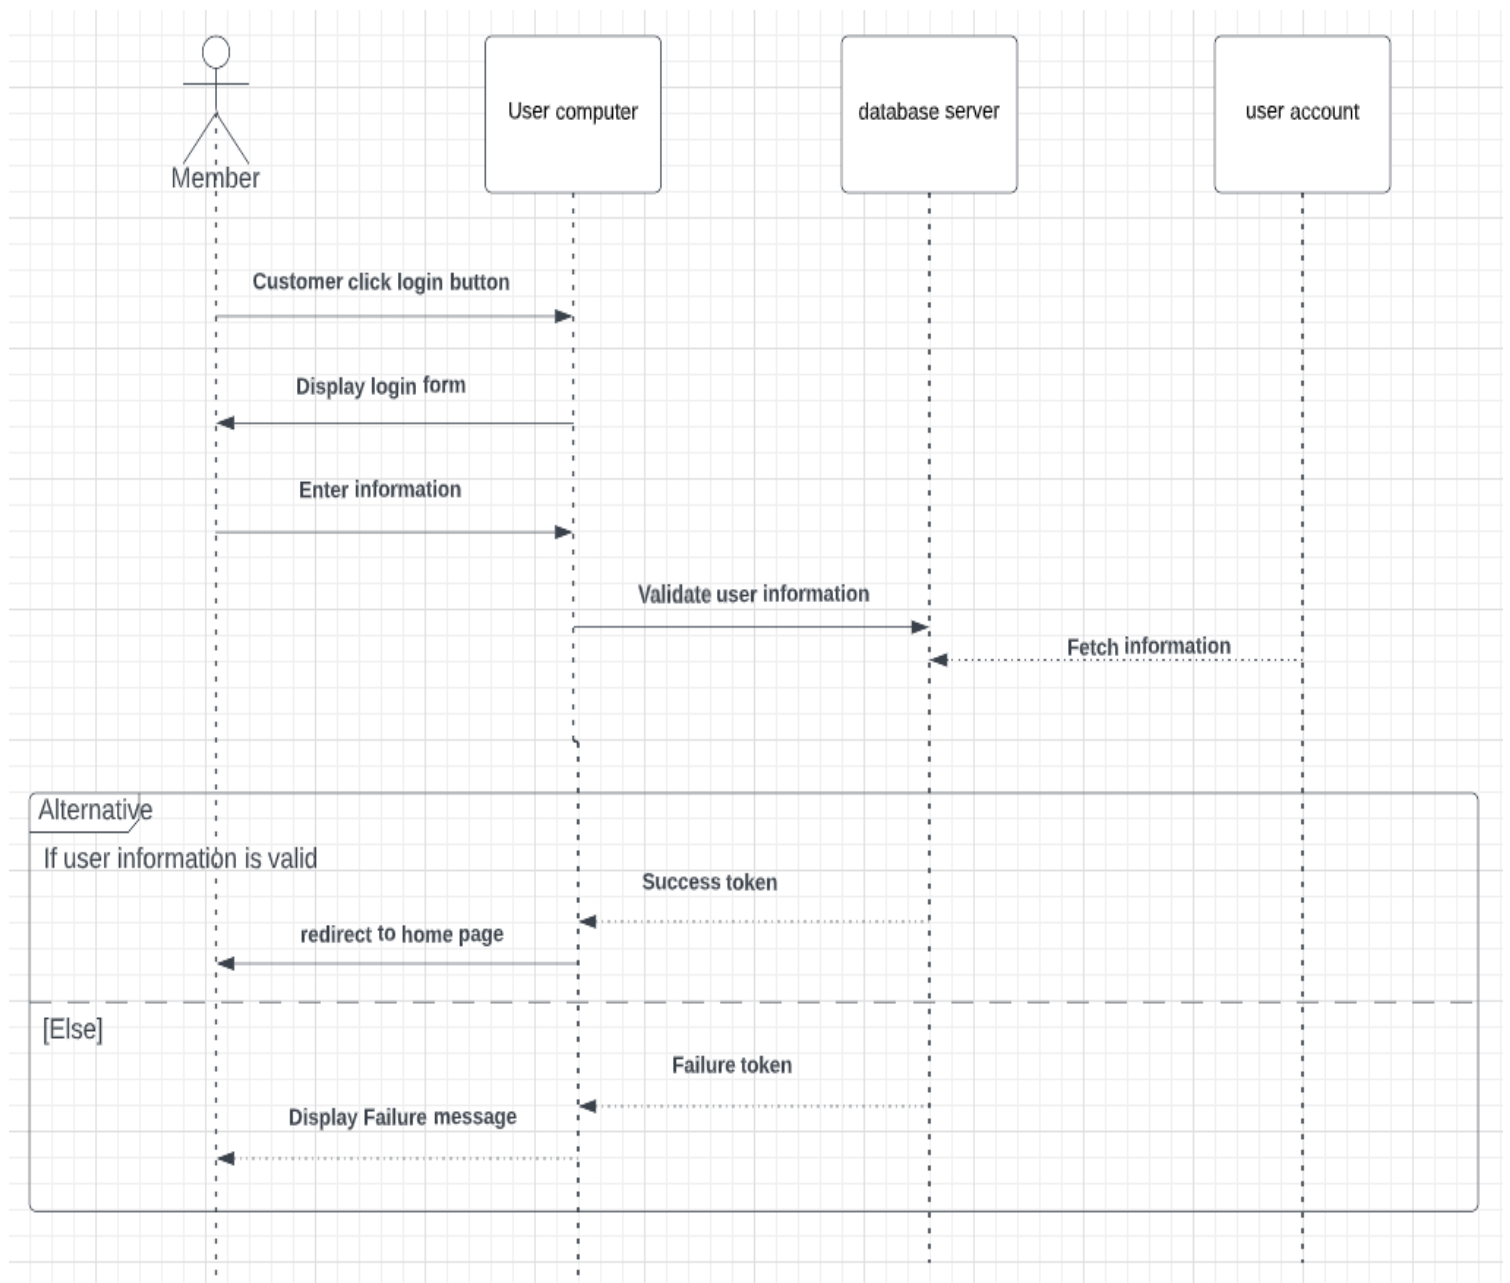 Member
User computer
database server
user account
Customer click login button
Display login form
Enter information
Validate user information
Fetch information
Alternative
If user information is valid
Success token
redirect to home page
[Else]
Failure token
Display Failure message